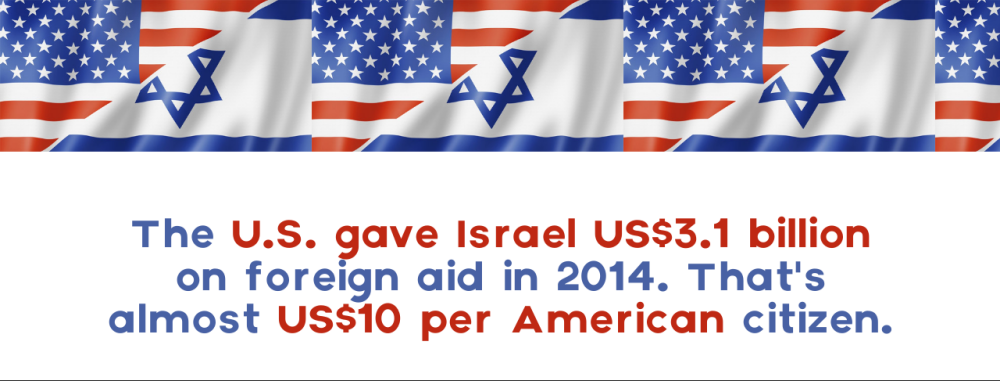 The U.S. gave Israel US$3.1 billion
on foreign aid in 2014. That's
almost US$10 per American citizen.